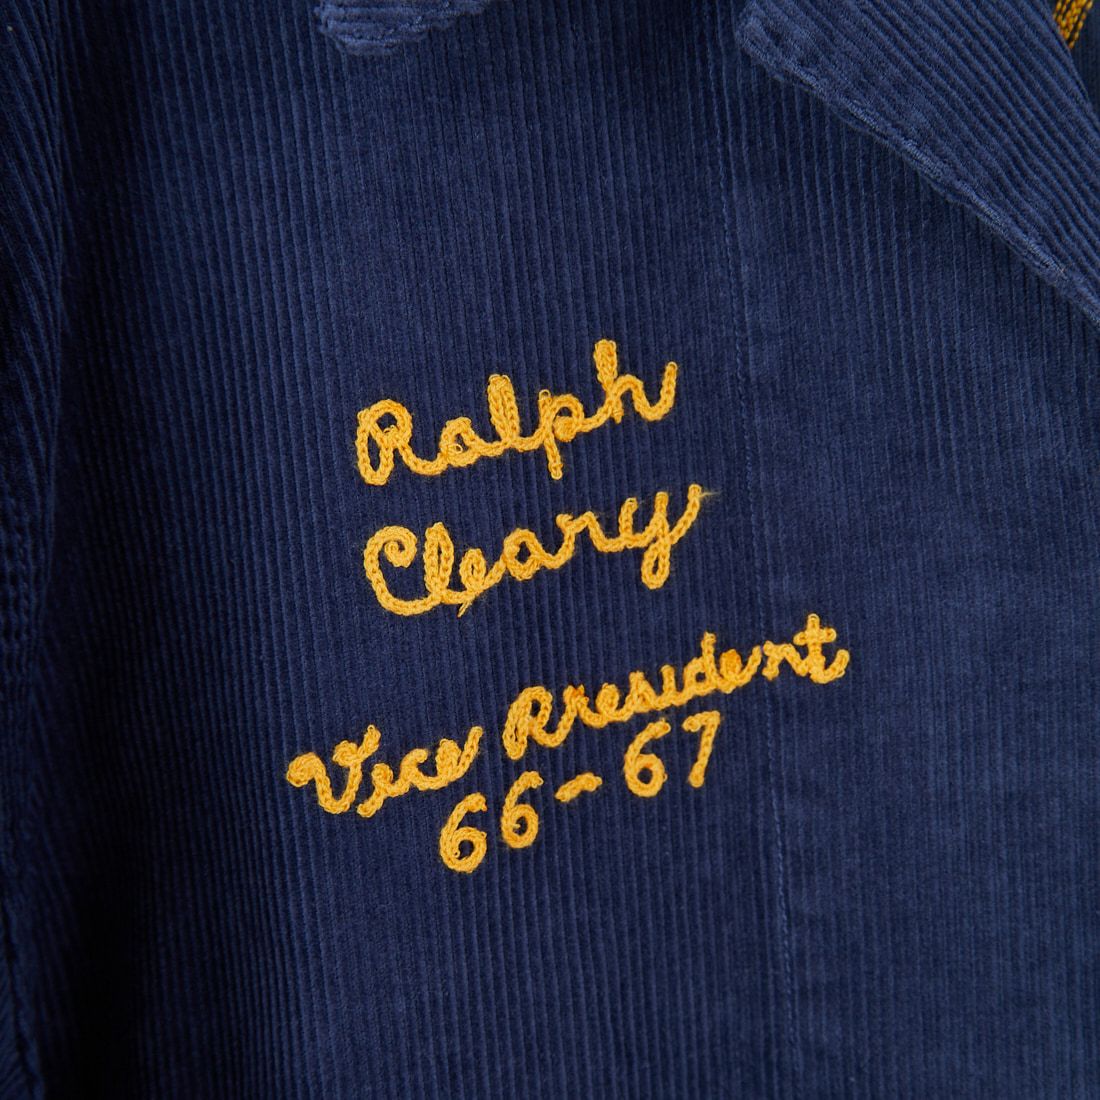 Ralph
Cleary
Vice President
66-67